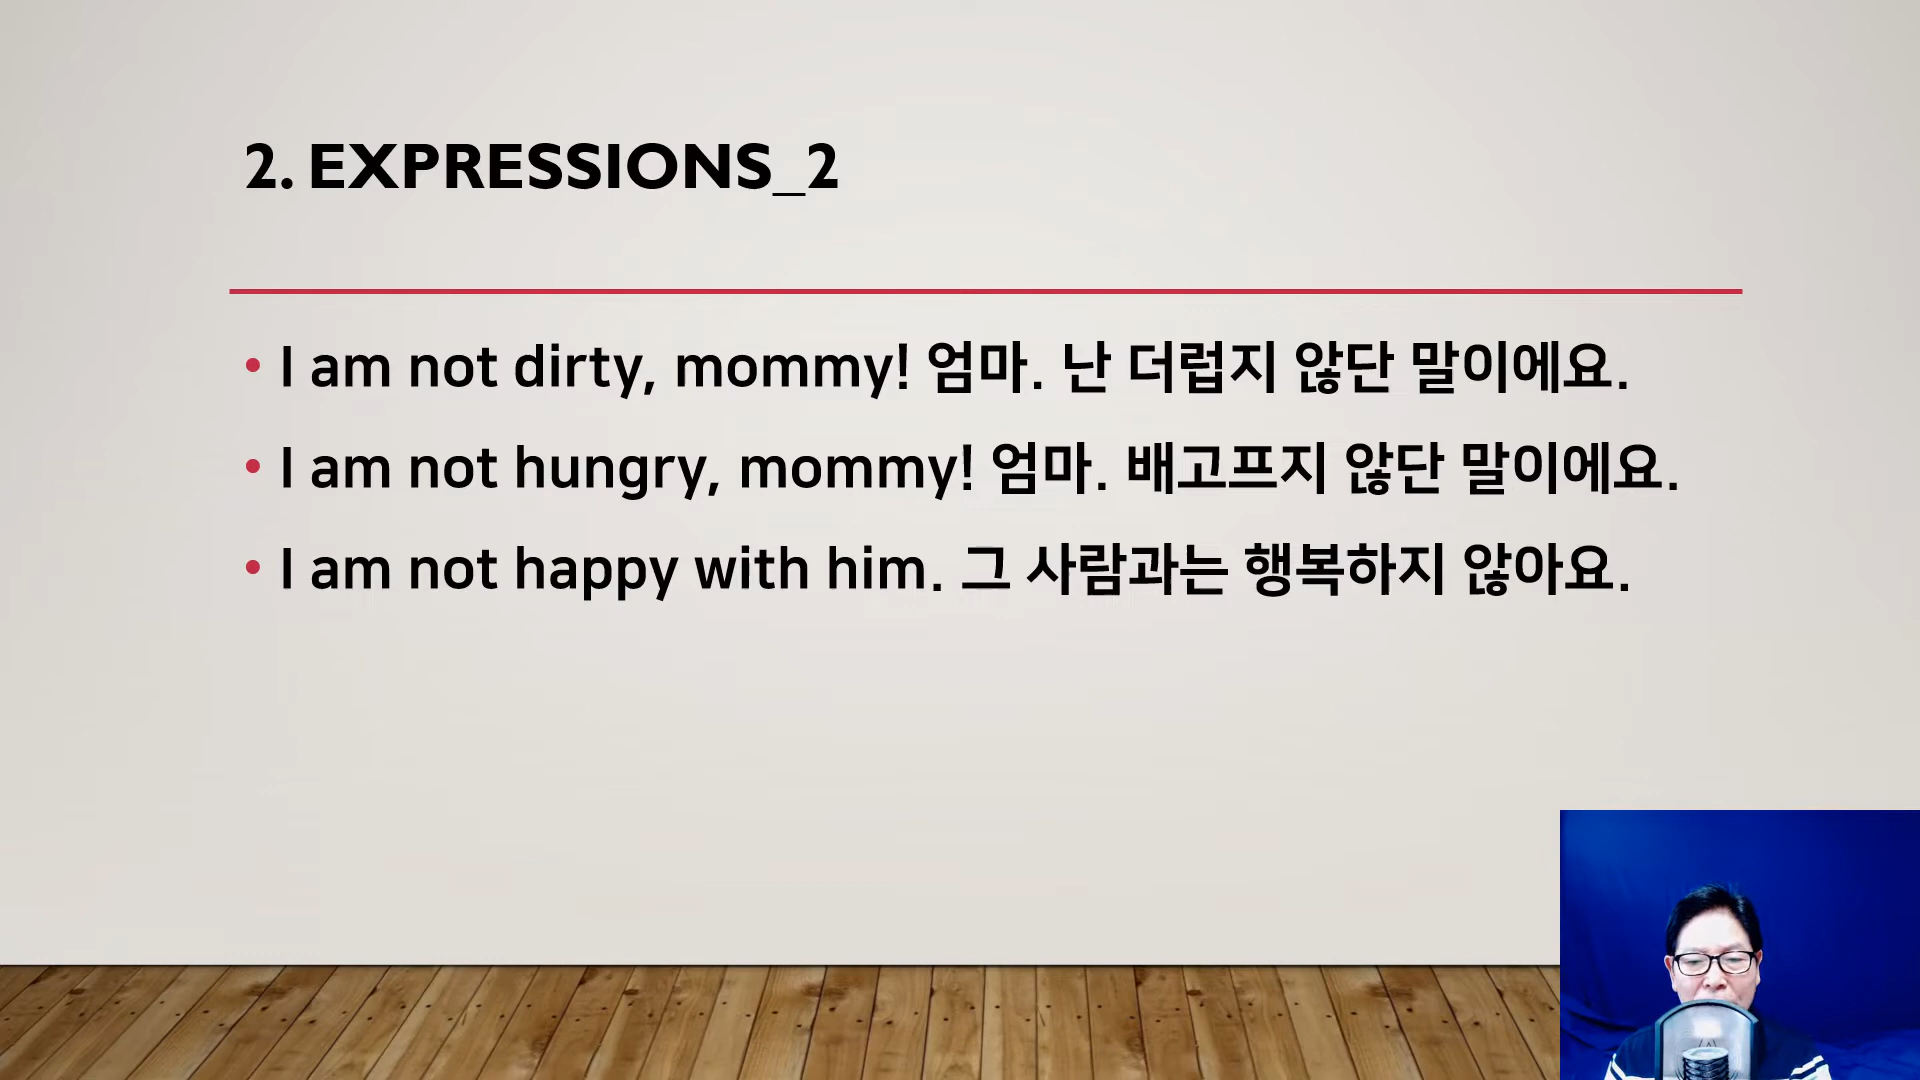 2. EXPRESSIONS_2
• I am not dirty, mommy! 엄마. 난 더럽지 않단 말이에요.
• I am not hungry, mommy! 엄마. 배고프지 않단 말이에요.
• I am not happy with him. 그 사람과는 행복하지 않아요.